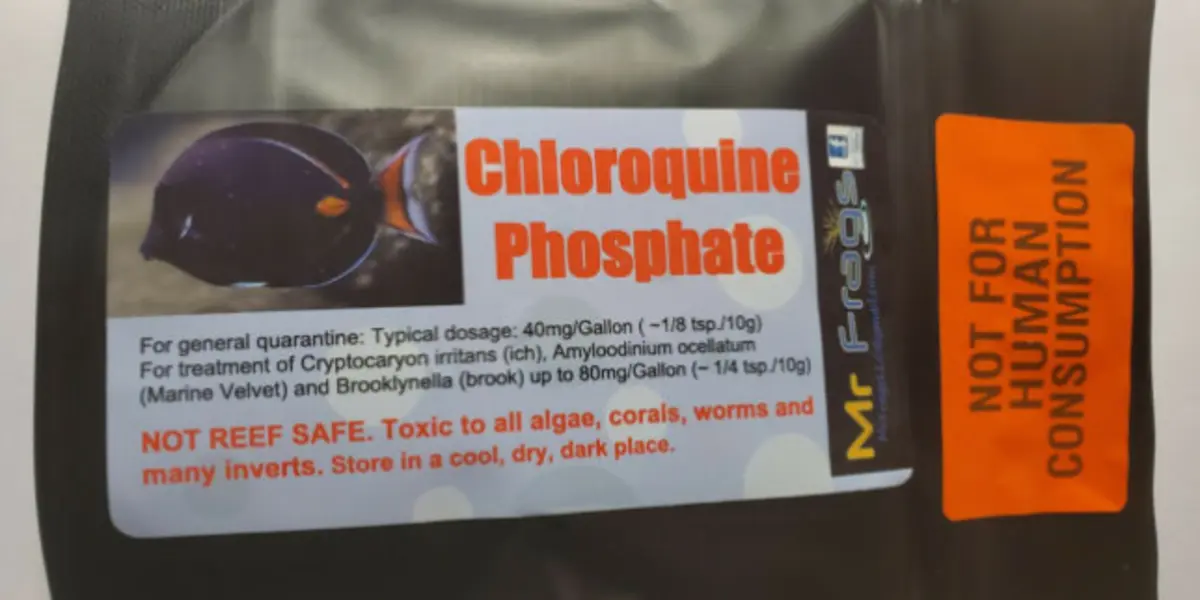 Chloroquine
Phosphate
For general quarantine: Typical dosage: 40mg/Gallon ( ~1/8 tsp./10g)
For treatment of Cryptocaryon irritans (ich), Amyloodinium ocellatum
(Marine Velvet) and Brooklynella (brook) up to 80mg/Gallon (~ 1/4 tsp./10g)
NOT REEF SAFE. Toxic to all algae, corals, worms and
many inverts. Store in a cool, dry, dark place.
Mr Frags
NOT FOR
HUMAN
CONSUMPTION